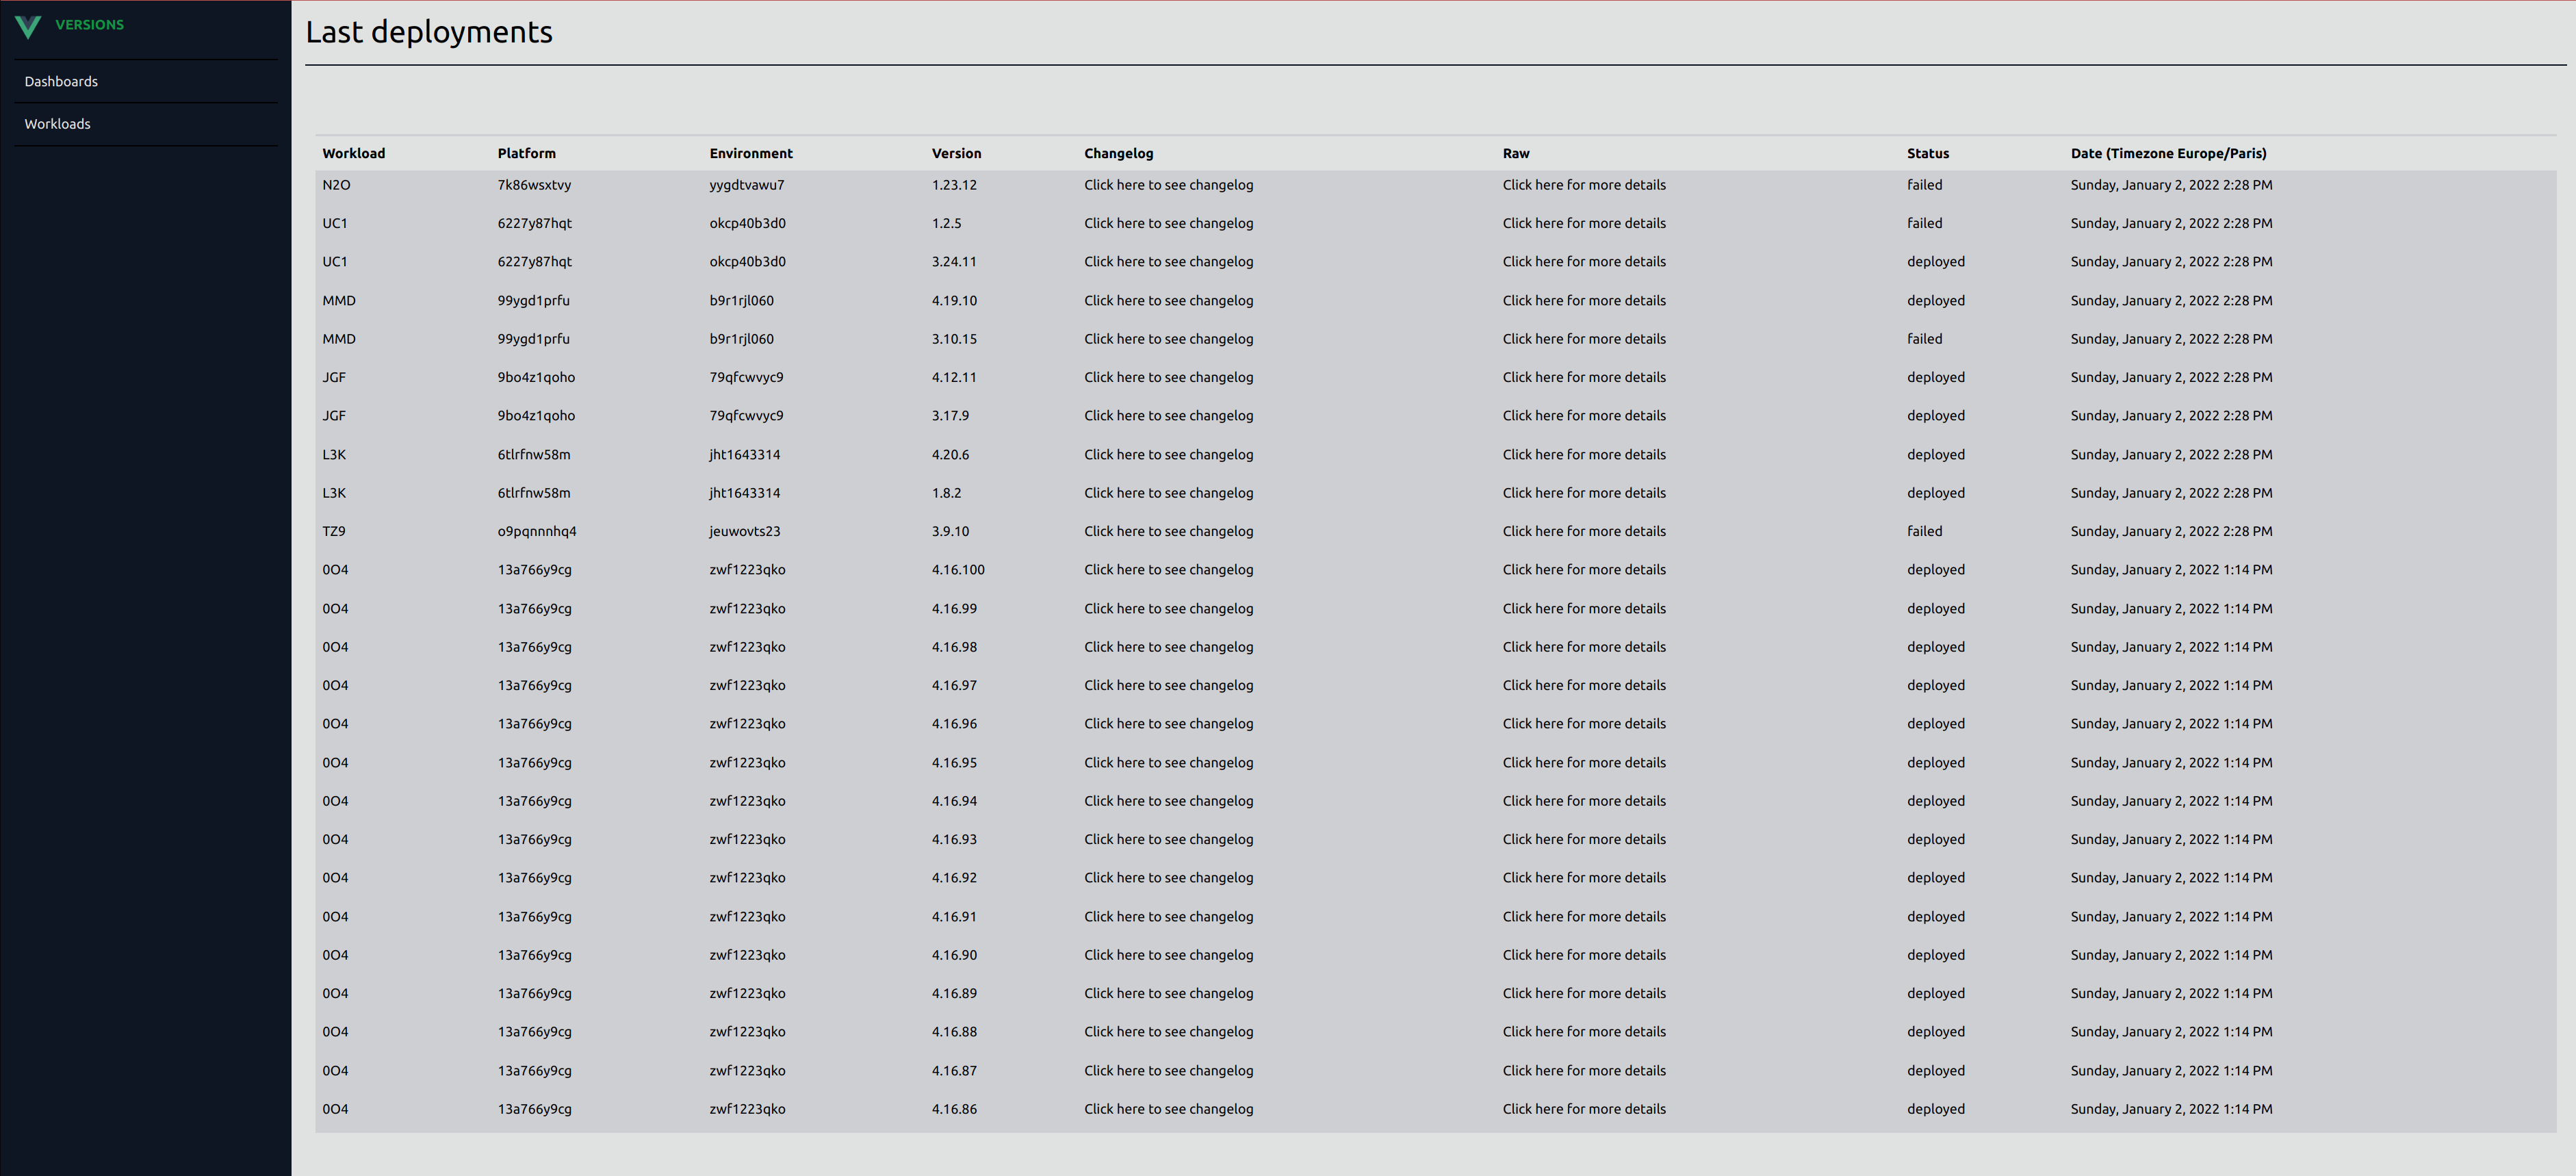 VERSIONS
Dashboards
Workloads
Last deployments
Workload Platform Environment Version Changelog Raw Status Date (Timezone Europe/Paris)
N2O 7k86wsxtvy yygdtvawu7 1.23.12 Click here to see changelog Click here for more details failed Sunday, January 2, 2022 2:28 PM
UC1 6227y87hqt okcp40b3d0 1.2.5 Click here to see changelog Click here for more details failed Sunday, January 2, 2022 2:28 PM
UC1 6227y87hqt okcp40b3d0 3.24.11 Click here to see changelog Click here for more details deployed Sunday, January 2, 2022 2:28 PM
MMD 99ygd1prfu b9r1rjl060 4.19.10 Click here to see changelog Click here for more details deployed Sunday, January 2, 2022 2:28 PM
MMD 99ygd1prfu b9r1rjl060 3.10.15 Click here to see changelog Click here for more details failed Sunday, January 2, 2022 2:28 PM
JGF 9bo4z1qoho 79qfcwvyc9 4.12.11 Click here to see changelog Click here for more details deployed Sunday, January 2, 2022 2:28 PM
JGF 9bo4z1qoho 79qfcwvyc9 3.17.9 Click here to see changelog Click here for more details deployed Sunday, January 2, 2022 2:28 PM
L3K 6tlrfnw58m jht1643314 4.20.6 Click here to see changelog Click here for more details deployed Sunday, January 2, 2022 2:28 PM
L3K 6tlrfnw58m jht1643314 1.8.2 Click here to see changelog Click here for more details deployed Sunday, January 2, 2022 2:28 PM
TZ9 o9pqnnnhq4 jeuwovts23 3.9.10 Click here to see changelog Click here for more details failed Sunday, January 2, 2022 2:28 PM
0O4 13a766y9cg zwf1223qko 4.16.100 Click here to see changelog Click here for more details deployed Sunday, January 2, 2022 1:14 PM
0O4 13a766y9cg zwf1223qko 4.16.99 Click here to see changelog Click here for more details deployed Sunday, January 2, 2022 1:14 PM
0O4 13a766y9cg zwf1223qko 4.16.98 Click here to see changelog Click here for more details deployed Sunday, January 2, 2022 1:14 PM
0O4 13a766y9cg zwf1223qko 4.16.97 Click here to see changelog Click here for more details deployed Sunday, January 2, 2022 1:14 PM
0O4 13a766y9cg zwf1223qko 4.16.96 Click here to see changelog Click here for more details deployed Sunday, January 2, 2022 1:14 PM
0O4 13a766y9cg zwf1223qko 4.16.95 Click here to see changelog Click here for more details deployed Sunday, January 2, 2022 1:14 PM
0O4 13a766y9cg zwf1223qko 4.16.94 Click here to see changelog Click here for more details deployed Sunday, January 2, 2022 1:14 PM
0O4 13a766y9cg zwf1223qko 4.16.93 Click here to see changelog Click here for more details deployed Sunday, January 2, 2022 1:14 PM
0O4 13a766y9cg zwf1223qko 4.16.92 Click here to see changelog Click here for more details deployed Sunday, January 2, 2022 1:14 PM
0O4 13a766y9cg zwf1223qko 4.16.91 Click here to see changelog Click here for more details deployed Sunday, January 2, 2022 1:14 PM
0O4 13a766y9cg zwf1223qko 4.16.90 Click here to see changelog Click here for more details deployed Sunday, January 2, 2022 1:14 PM
0O4 13a766y9cg zwf1223qko 4.16.89 Click here to see changelog Click here for more details deployed Sunday, January 2, 2022 1:14 PM
0O4 13a766y9cg zwf1223qko 4.16.88 Click here to see changelog Click here for more details deployed Sunday, January 2, 2022 1:14 PM
0O4 13a766y9cg zwf1223qko 4.16.87 Click here to see changelog Click here for more details deployed Sunday, January 2, 2022 1:14 PM
0O4 13a766y9cg zwf1223qko 4.16.86 Click here to see changelog Click here for more details deployed Sunday, January 2, 2022 1:14 PM